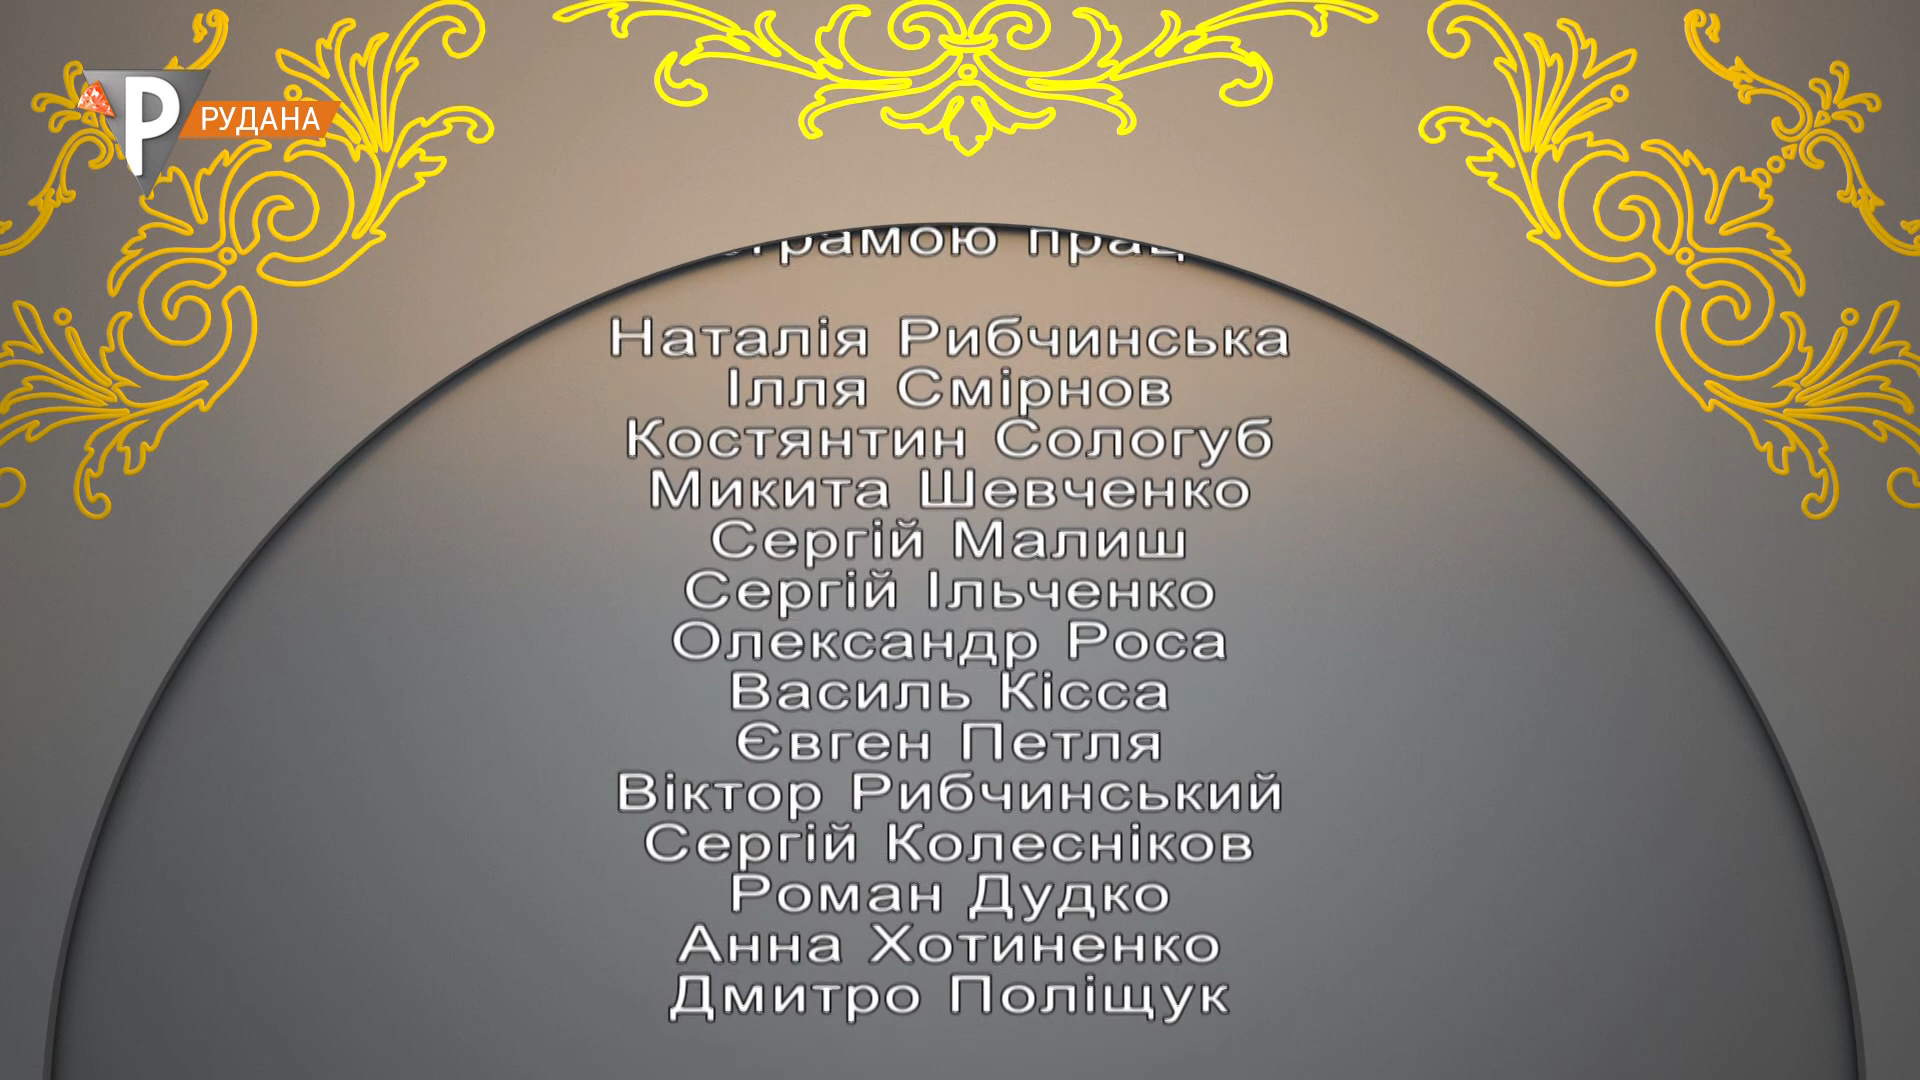 Р
РУДАНА
Наталія Рибчинська
Ілля Смірнов
Костянтин Сологуб
Микита Шевченко
Сергій Малиш
Сергій Ільченко
Олександр Роса
Василь Кісса
Євген Петля
Віктор Рибчинський
Сергій Колесніков
Роман Дудко
Анна Хотиненко
Дмитро Поліщук